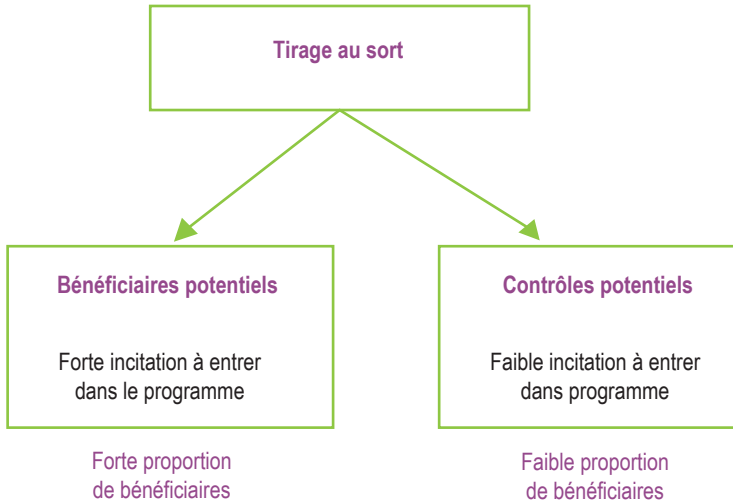 Tirage au sort
Bénéficiaires potentiels
Forte incitation à entrer
dans le programme
Forte proportion
de bénéficiaires
Contrôles potentiels
Faible incitation à entrer
dans programme
Faible proportion
de bénéficiaires